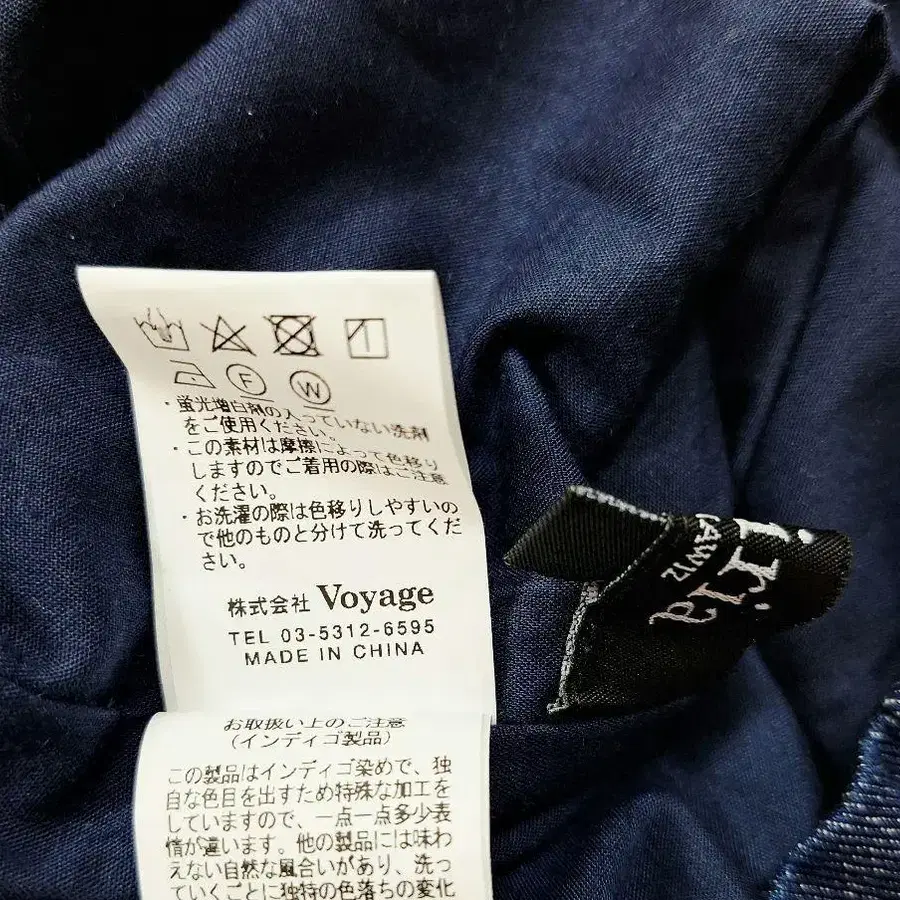 F W
・蛍光増白剤の入っていない洗剤
をご使用ください。
・この素材は摩擦によって色移り
しますのでご着用の際はご注意
ください。
・お洗濯の際は色移りしやすいの
で他のものと分けて洗ってくだ
さい。
株式会社 Voyage
TEL 03-5312-6595
MADE IN CHINA
お取扱い上のご注意
(インディゴ製品)
この製品はインディゴ染めで、独
自な色目を出すため特殊な加工を
していますので、一点一点多少表
情が違います。他の製品には味わ
えない自然な風合いがあり、洗っ
ていくごとに独特の色落ちの変化